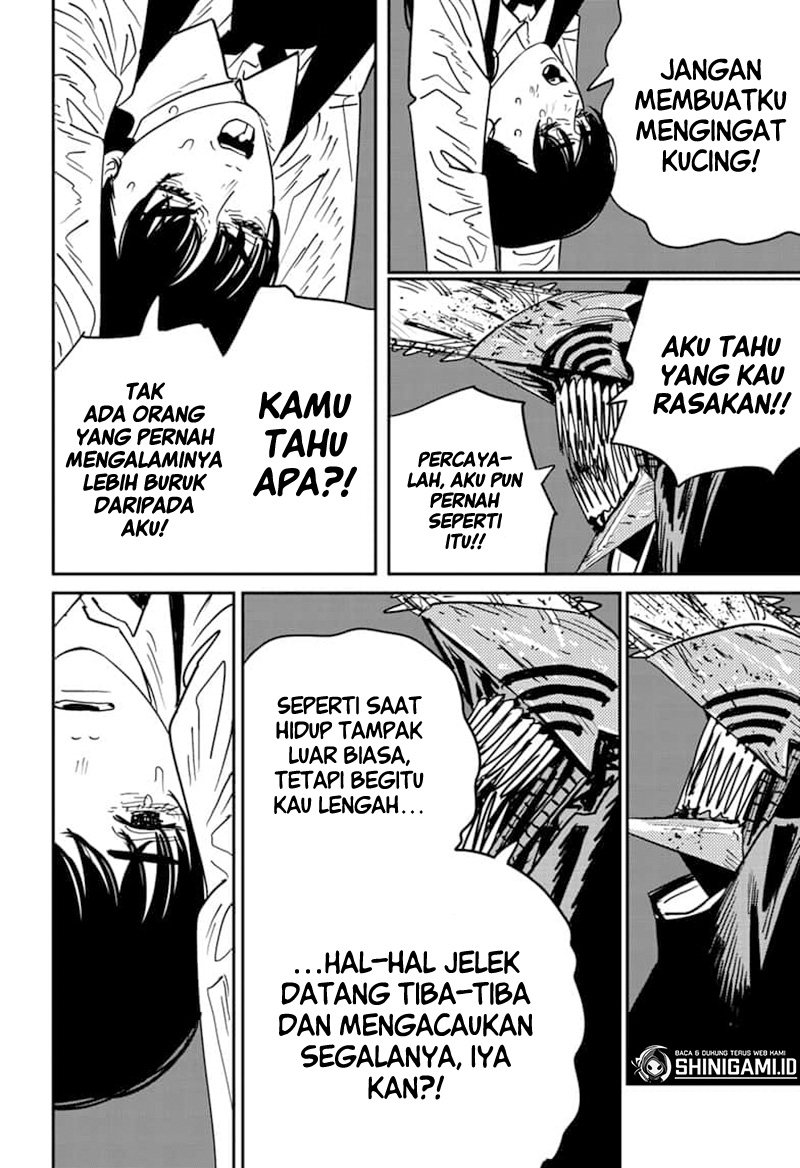 JANGAN
MEMBUATKU
MENGINGAT
KUCING!
AKU TAHU
YANG KAU
RASAKAN!!
PERCAYA-
LAH, AKU PUN
PERNAH
SEPERTI
ITU!!
KAMU
TAHU
APA?!
TAK
ADA ORANG
YANG PERNAH
MENGALAMINYA
LEBIH BURUK
DARIPADA
AKU!
SEPERTI SAAT
HIDUP TAMPAK
LUAR BIASA,
TETAPI BEGITU
KAU LENGAH...
...HAL-HAL JELEK
DATANG TIBA-TIBA
DAN MENGACAUKAN
SEGALANYA, IYA
KAN?!
BACA & DUKUNG TERUS WEB KAMI
SHINIGAMI.ID